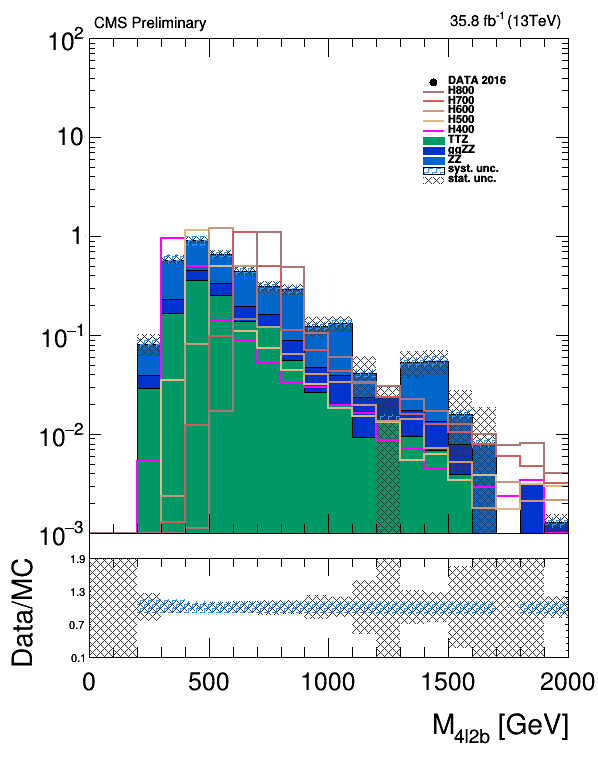 CMS Preliminary 35.8 fb⁻¹ (13TeV)
10²
10
1
10⁻¹
10⁻²
10⁻³
DATA 2016
H800
H700
H600
H500
H400
TTZ
ggZZ
ZZ
syst. unc.
stat. unc.
Data/MC
1.9
1.3
0.7
0.1
0 500 1000 1500 2000
M4l2b [GeV]